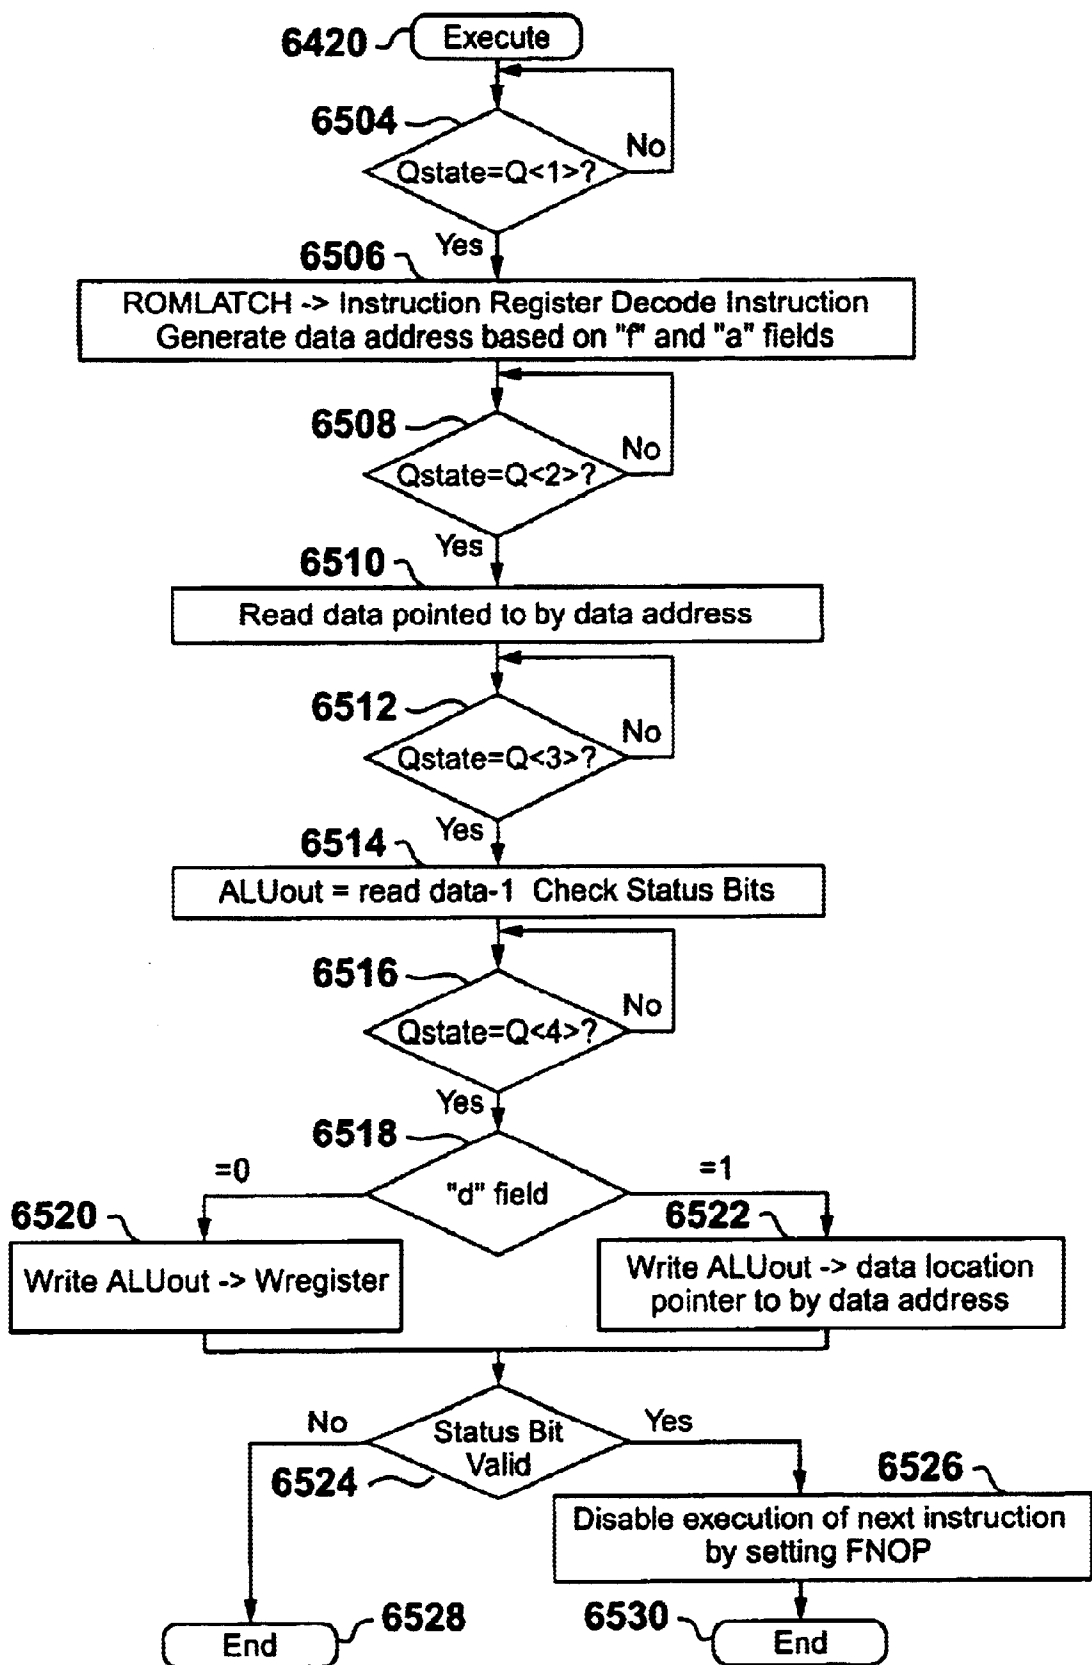 6420
Execute
6504
No
Qstate=Q<1>?
Yes
6506
ROMLATCH -> Instruction Register Decode Instruction
Generate data address based on "f" and "a" fields
6508
No
Qstate=Q<2>?
Yes
6510
Read data pointed to by data address
6512
No
Qstate=Q<3>?
Yes
6514
ALUout = read data-1 Check Status Bits
6516
No
Qstate=Q<4>?
Yes
6518
=0
"d" field
=1
6520
6522
Write ALUout -> Wregister
Write ALUout -> data location
pointer to by data address
No
Status Bit
Valid
Yes
6524
6526
Disable execution of next instruction
by setting FNOP
End
6528
6530
End